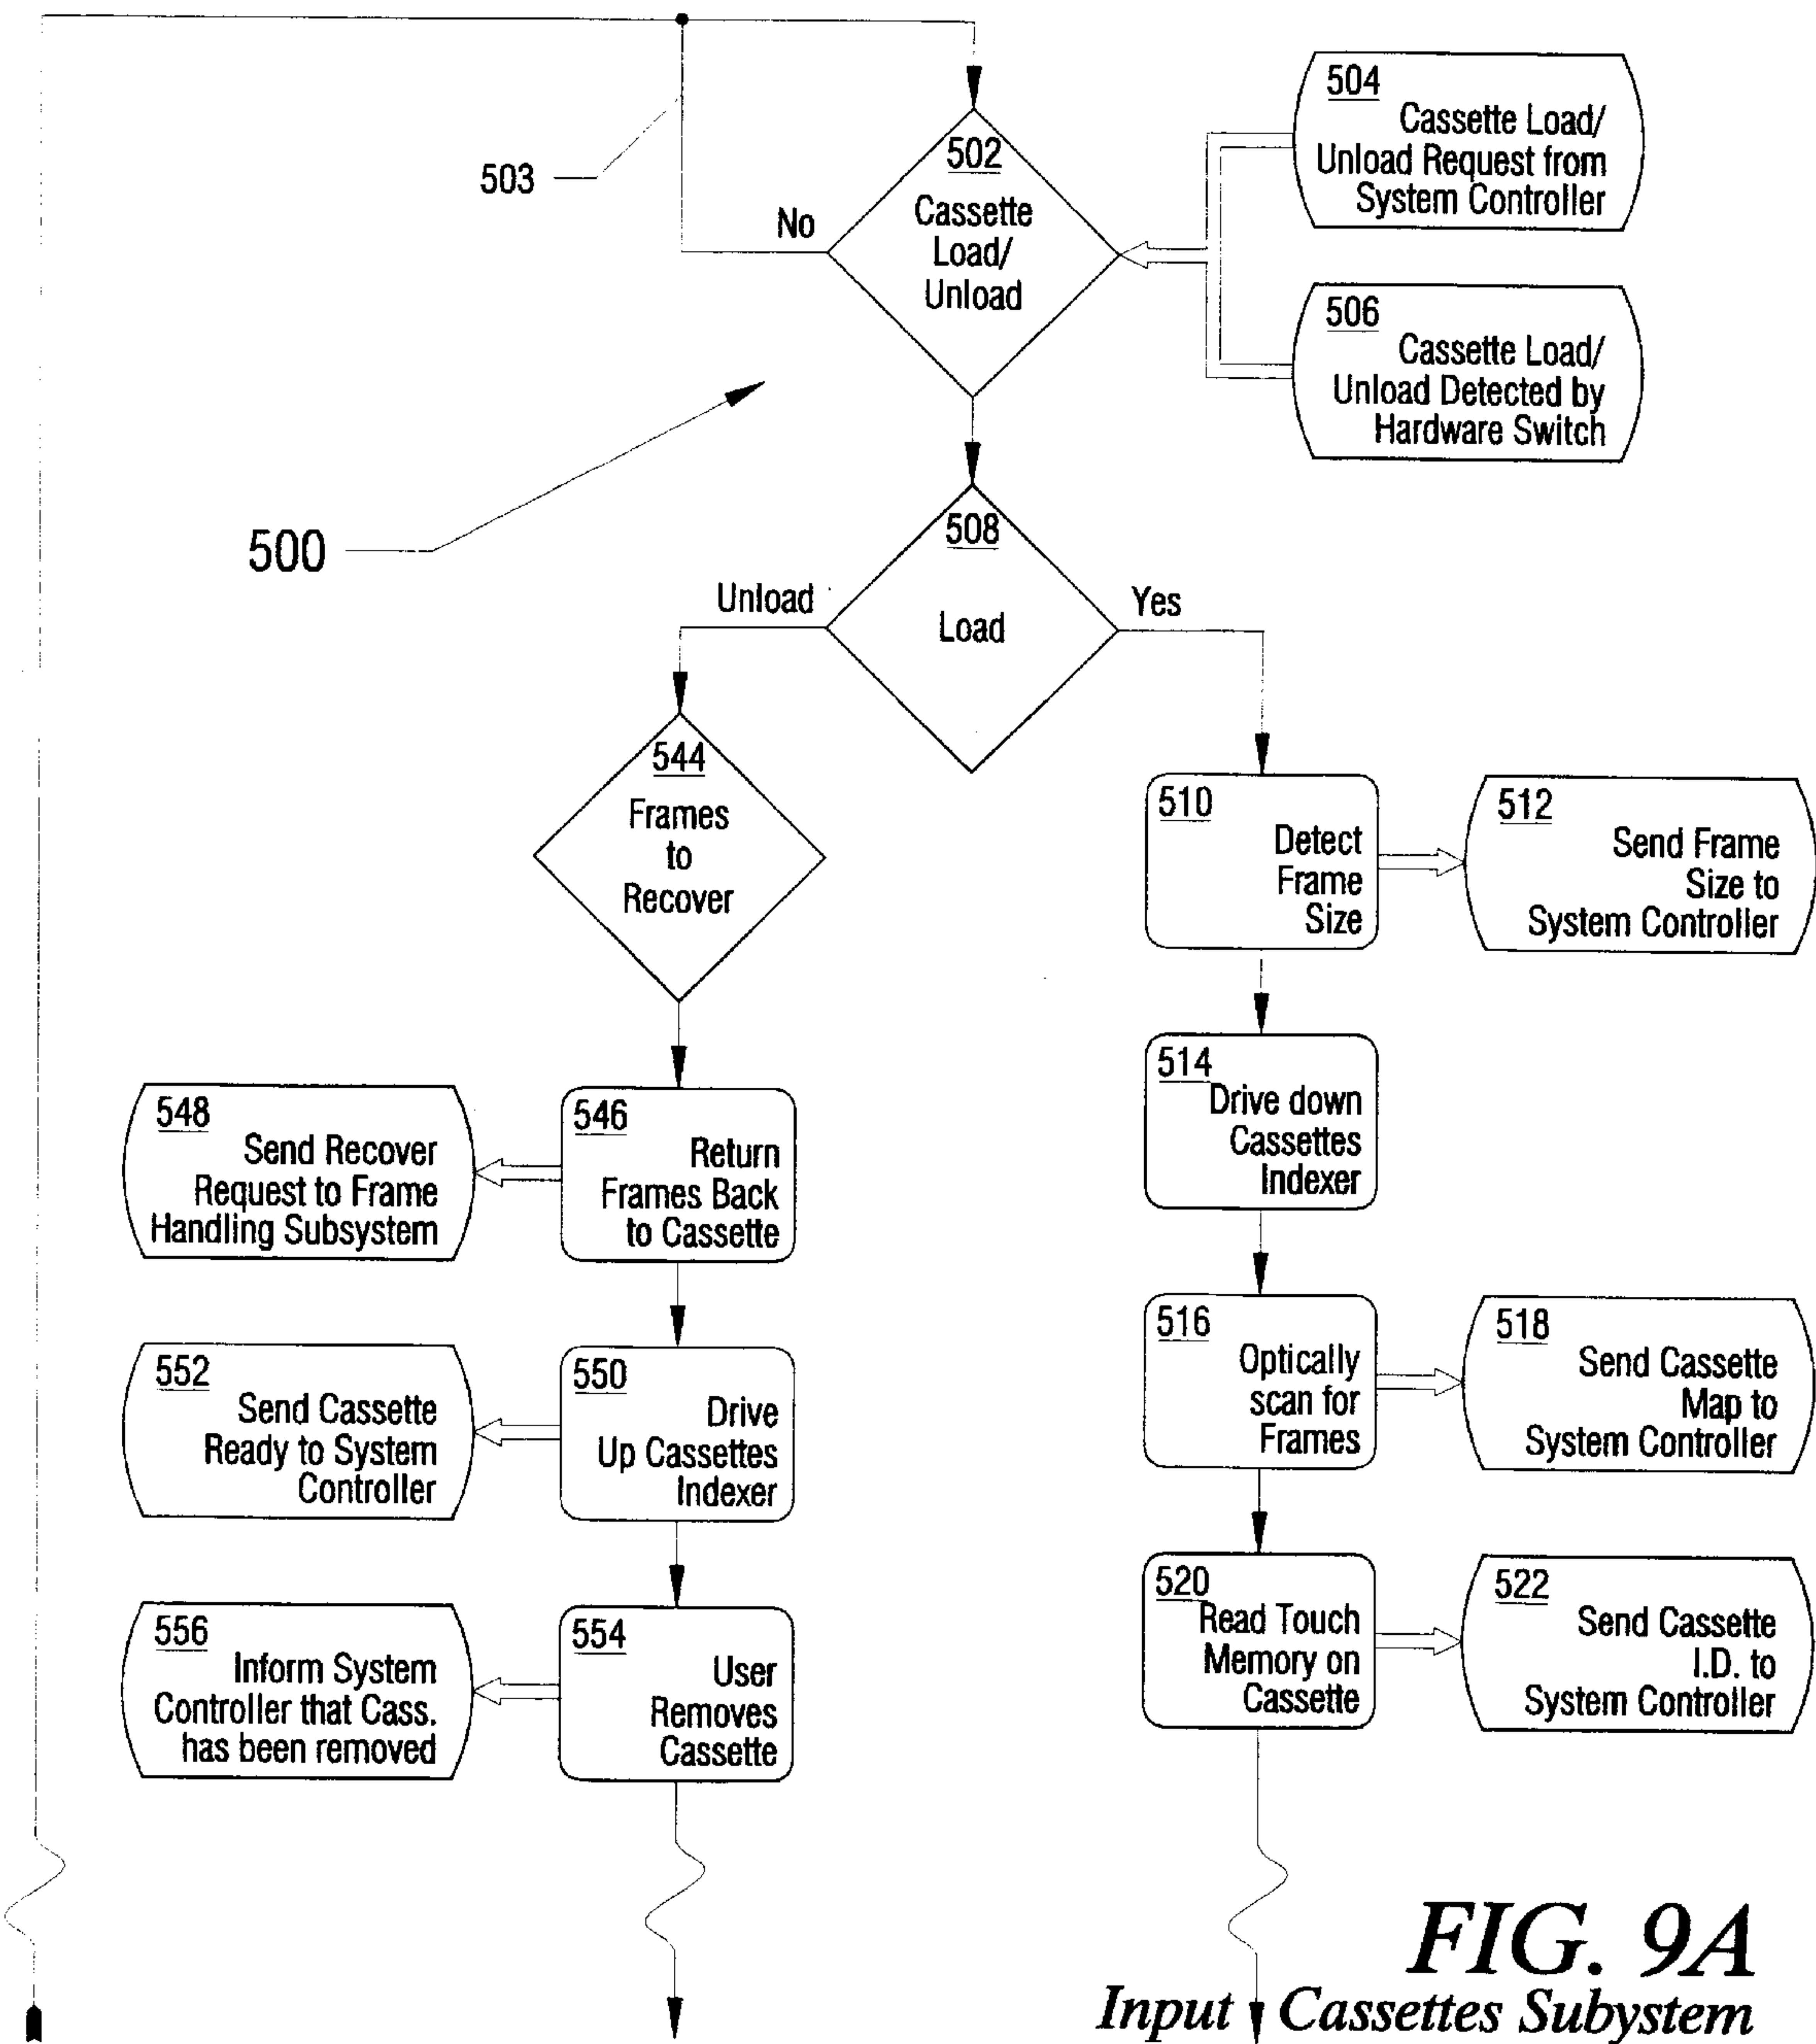 503
502
Cassette
Load/
Unload
No
504
Cassette Load/
Unload Request from
System Controller
506
Cassette Load/
Unload Detected by
Hardware Switch
500
508
Load
Unload
Yes
544
Frames
to
Recover
510
Detect
Frame
Size
512
Send Frame
Size to
System Controller
514
Drive down
Cassettes
Indexer
548
Send Recover
Request to Frame
Handling Subsystem
546
Return
Frames Back
to Cassette
516
Optically
scan for
Frames
518
Send Cassette
Map to
System Controller
552
Send Cassette
Ready to System
Controller
550
Drive
Up Cassettes
Indexer
520
Read Touch
Memory on
Cassette
522
Send Cassette
I.D. to
System Controller
556
Inform System
Controller that Cass.
has been removed
554
User
Removes
Cassette
FIG. 9A
Input Cassettes Subystem